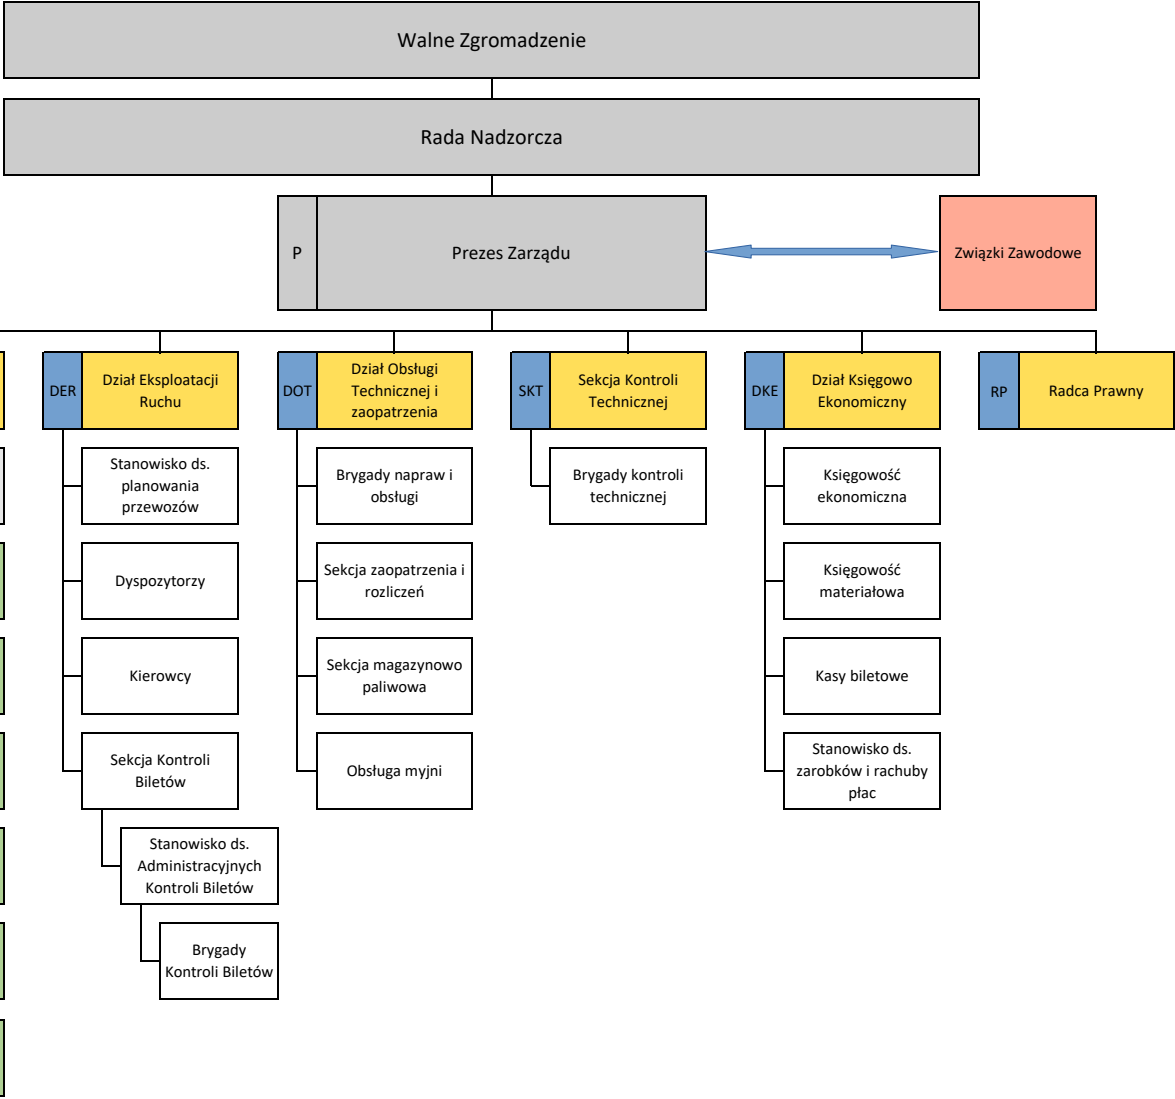 Walne Zgromadzenie
Rada Nadzorcza
P
Prezes Zarządu
Związki Zawodowe
DER
Dział Eksploatacji
Ruchu
DOT
Dział Obsługi
Technicznej i
zaopatrzenia
SKT
Sekcja Kontroli
Technicznej
DKE
Dział Księgowo
Ekonomiczny
RP
Radca Prawny
Stanowisko ds.
planowania
przewozów
Brygady napraw i
obsługi
Brygady kontroli
technicznej
Księgowość
ekonomiczna
Dyspozytorzy
Sekcja zaopatrzenia i
rozliczeń
Księgowość
materiałowa
Kierowcy
Sekcja magazynowo
paliwowa
Kasy biletowe
Sekcja Kontroli
Biletów
Obsługa myjni
Stanowisko ds.
zarobków i rachuby
płac
Stanowisko ds.
Administracyjnych
Kontroli Biletów
Brygady
Kontroli Biletów